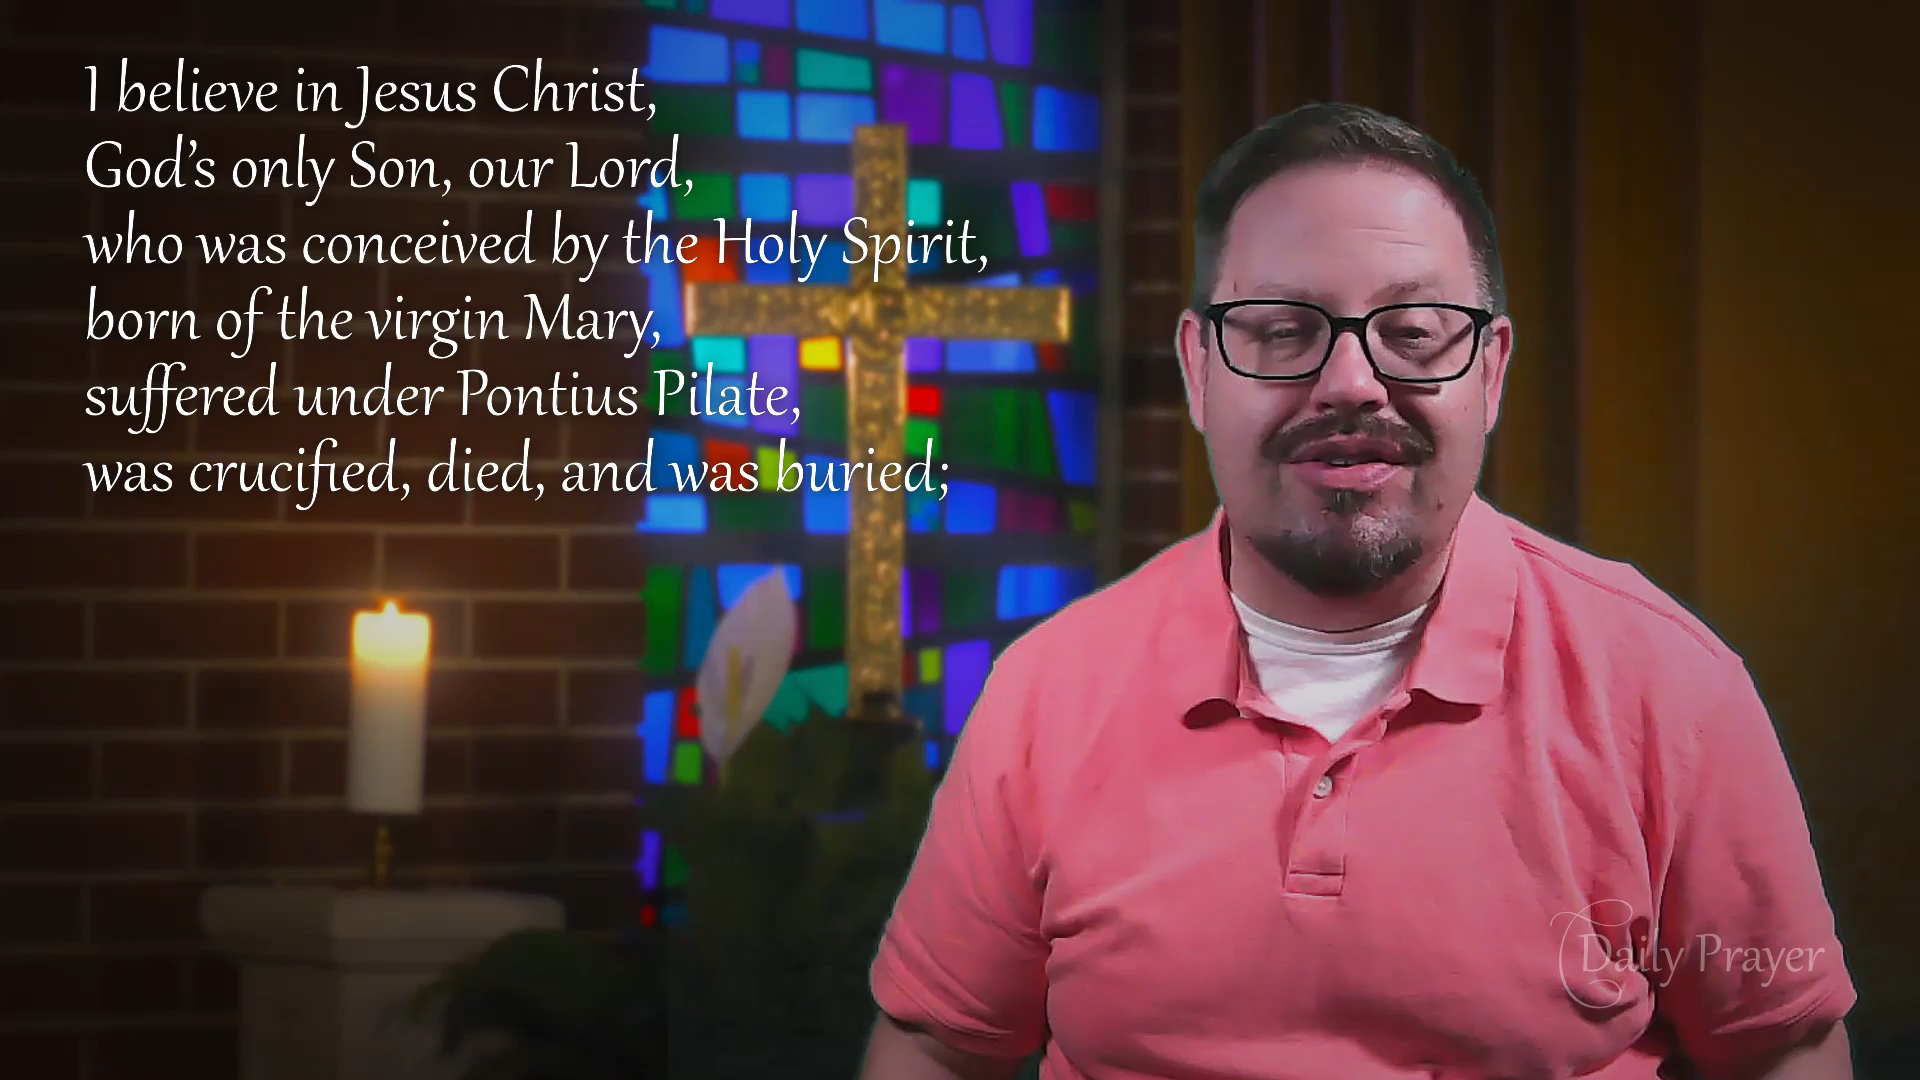 I believe in Jesus Christ,
God’s only Son, our Lord,
who was conceived by the Holy Spirit,
born of the virgin Mary,
suffered under Pontius Pilate,
was crucified, died, and was buried;
Daily Prayer